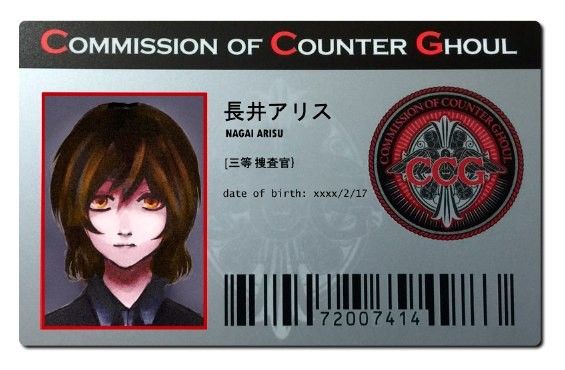 COMMISSION OF COUNTER GHOUL
長井アリス
NAGAI ARISU
[三等 捜査官}
date of birth: xxxx/2/17
COMMISSION OF COUNTER GHOUL
CCG
72007414